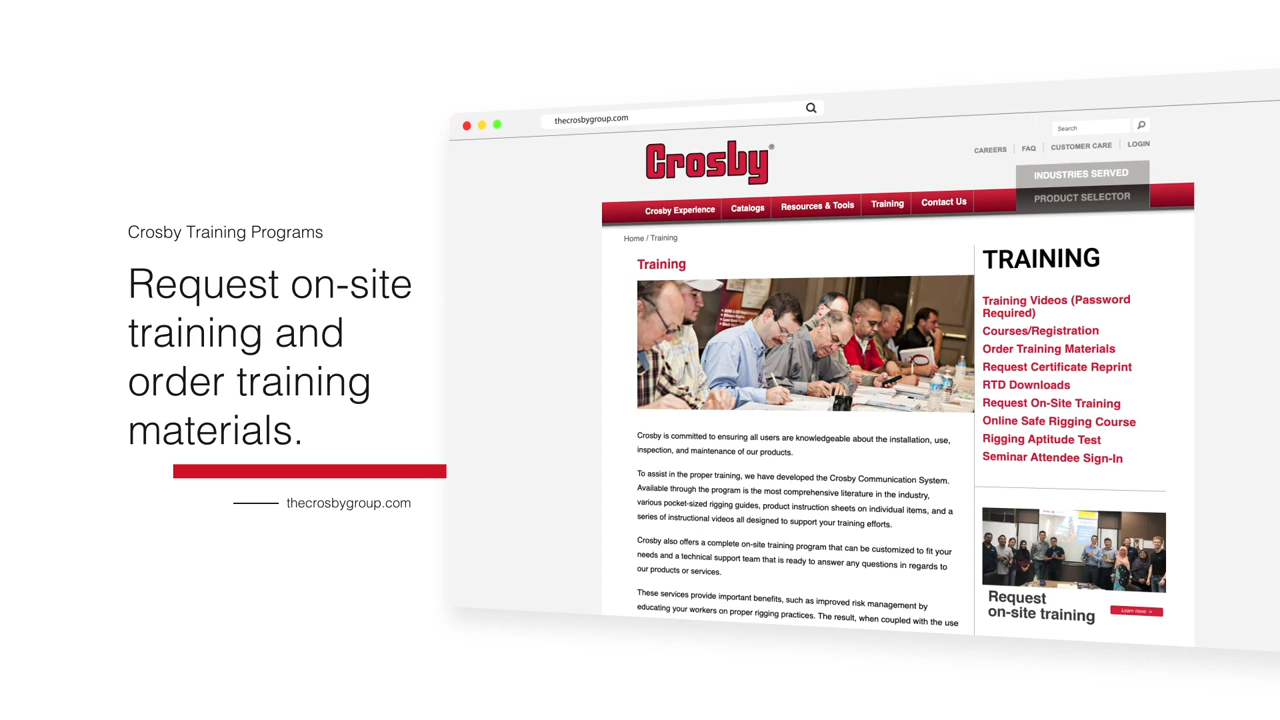 Crosby Training Programs
Request on-site
training and
order training
materials.
thecrosbygroup.com
thecrosbygroup.com
Crosby®
Search
CAREERS
FAQ
CUSTOMER CARE
LOGIN
INDUSTRIES SERVED
PRODUCT SELECTOR
Crosby Experience
Catalogs
Resources & Tools
Training
Contact Us
Home / Training
Training
Crosby is committed to ensuring all users are knowledgeable about the installation, use,
inspection, and maintenance of our products.
To assist in the proper training, we have developed the Crosby Communication System.
Available through the program is the most comprehensive literature in the industry,
various pocket-sized rigging guides, product instruction sheets on individual items, and a
series of instructional videos all designed to support your training efforts.
Crosby also offers a complete on-site training program that can be customized to fit your
needs and a technical support team that is ready to answer any questions in regards to
our products or services.
These services provide important benefits, such as improved risk management by
educating your workers on proper rigging practices. The result, when coupled with the use
TRAINING
Training Videos (Password
Required)
Courses/Registration
Order Training Materials
Request Certificate Reprint
RTD Downloads
Request On-Site Training
Online Safe Rigging Course
Rigging Aptitude Test
Seminar Attendee Sign-In
Request
on-site training
Learn more >